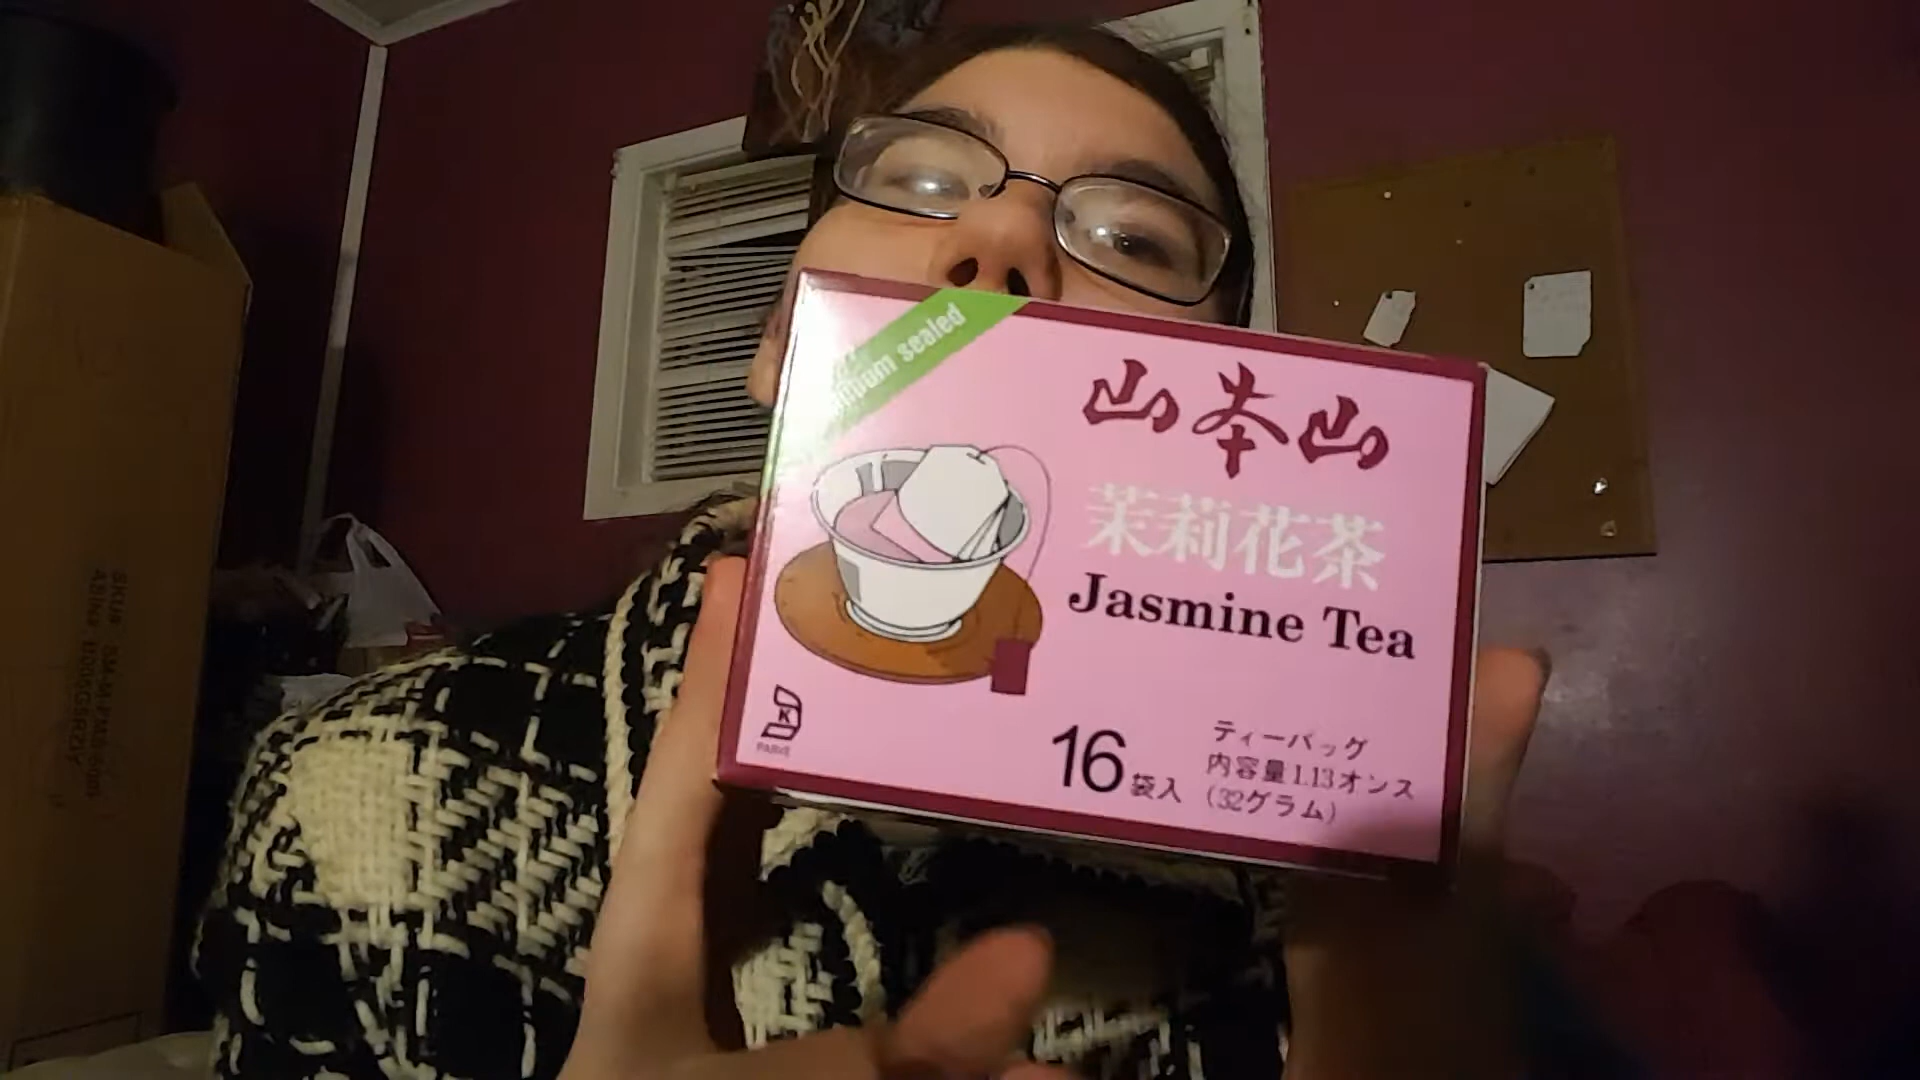 sealed
山本山
茉莉花茶
Jasmine Tea
K
PARVE
16袋入
ティーバッグ
内容量1.13オンス
(32グラム)